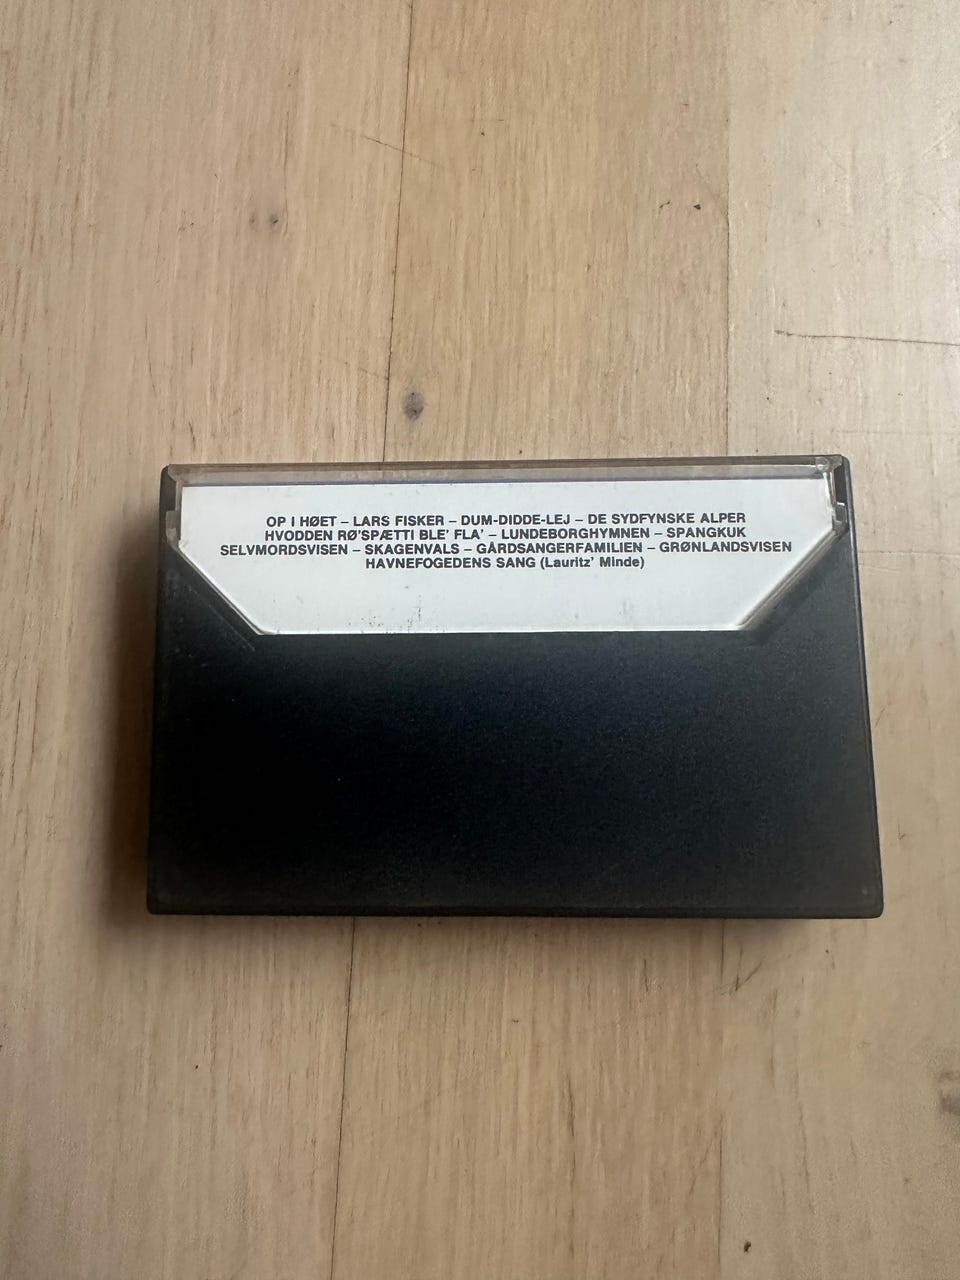 OP I HØET – LARS FISKER – DUM-DIDDE-LEJ – DE SYDFYNSKE ALPER
HVODDEN RØ'SPÆTTI BLE' FLA' – LUNDEBORGHYMNEN – SPANGKUK
SELVMORDSVISEN – SKAGENVALS – GÅRDSANGERFAMILIEN – GRØNLANDSVISEN
HAVNEFOGEDENS SANG (Lauritz' Minde)